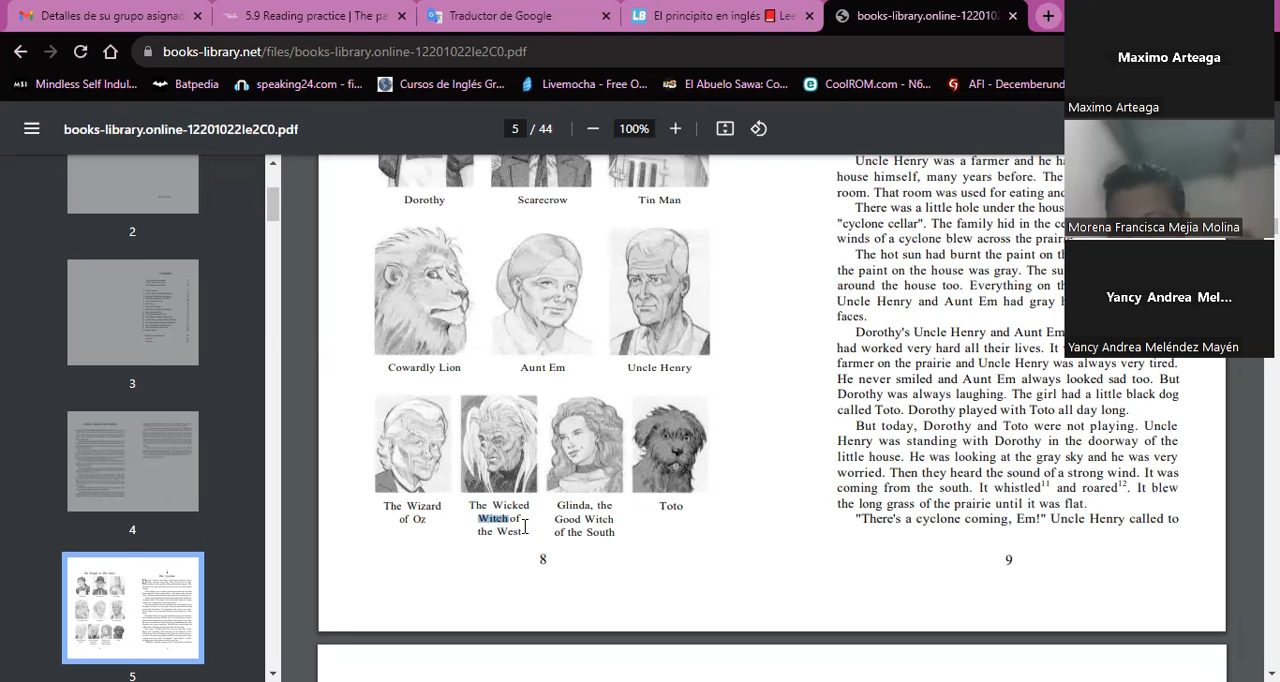 Detalles de su grupo asignad
5.9 Reading practice | The pa
Traductor de Google
El principito en inglés Lee
books-library.online-1220102
books-library.net/files/books-library.online-12201022Ie2C0.pdf
Mindless Self Indul...
Batpedia
speaking24.com - fi...
Cursos de Inglés Gr...
Livemocha - Free O...
El Abuelo Sawa: Co...
CoolROM.com - N6...
AFI - Decemberund
books-library.online-12201022Ie2C0.pdf
5 / 44
100%
2
3
4
5
Dorothy
Scarecrow
Tin Man
Cowardly Lion
Aunt Em
Uncle Henry
The Wizard
of Oz
The Wicked
Witch of
the West
Glinda, the
Good Witch
of the South
Toto
8
Uncle Henry was a farmer and he ha
house himself, many years before. The
room. That room was used for eating and
There was a little hole under the hous
"cyclone cellar". The family hid in the ce
winds of a cyclone blew across the prairi
The hot sun had burnt the paint on th
the paint on the house was gray. The su
around the house too. Everything on th
Uncle Henry and Aunt Em had gray h
faces.
Dorothy's Uncle Henry and Aunt Em
had worked very hard all their lives. It
farmer on the prairie and Uncle Henry was always very tired.
He never smiled and Aunt Em always looked sad too. But
Dorothy was always laughing. The girl had a little black dog
called Toto. Dorothy played with Toto all day long.
But today, Dorothy and Toto were not playing. Uncle
Henry was standing with Dorothy in the doorway of the
little house. He was looking at the gray sky and he was very
worried. Then they heard the sound of a strong wind. It was
coming from the south. It whistled11 and roared12. It blew
the long grass of the prairie until it was flat.
"There's a cyclone coming, Em!" Uncle Henry called to
9
Maximo Arteaga
Maximo Arteaga
Morena Francisca Mejia Molina
Yancy Andrea Mel...
Yancy Andrea Meléndez Mayén